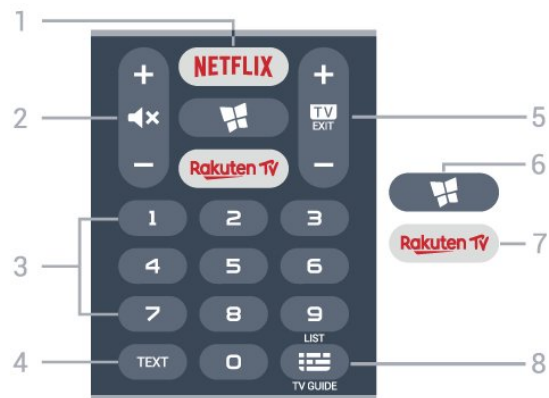 1
+ NETFLIX +
2 TV 5
EXIT
6
− Rakuten TV −
Rakuten TV 7
1 2 3
3 4 5 6
7 8 9
LIST
4 TEXT 0 8
TV GUIDE